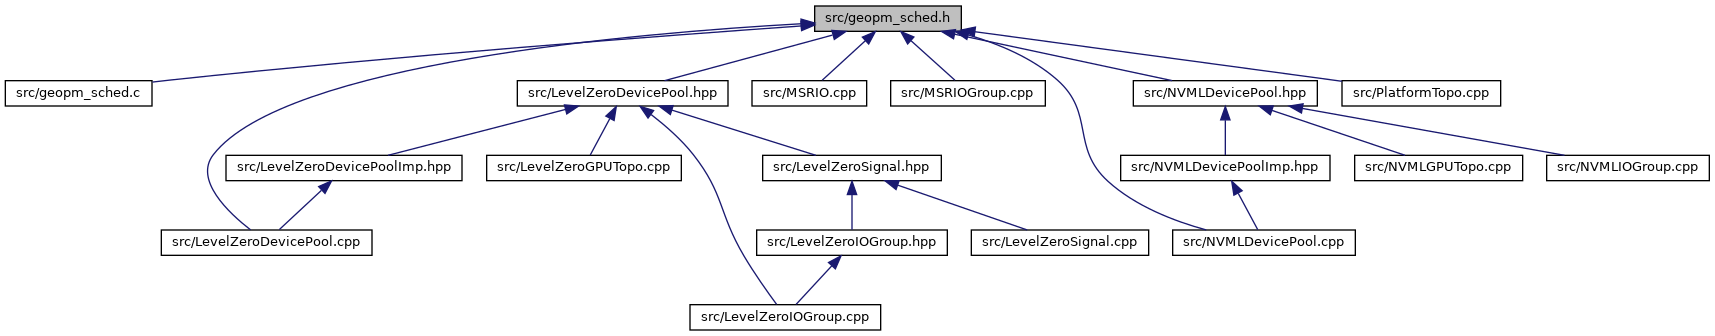 src/geopm_sched.h
src/geopm_sched.c
src/LevelZeroDevicePool.hpp
src/MSRIO.cpp
src/MSRIOGroup.cpp
src/NVMLDevicePool.hpp
src/PlatformTopo.cpp
src/LevelZeroDevicePoolImp.hpp
src/LevelZeroGPUTopo.cpp
src/LevelZeroSignal.hpp
src/NVMLDevicePoolImp.hpp
src/NVMLGPUTopo.cpp
src/NVMLIOGroup.cpp
src/LevelZeroDevicePool.cpp
src/LevelZeroIOGroup.hpp
src/LevelZeroSignal.cpp
src/NVMLDevicePool.cpp
src/LevelZeroIOGroup.cpp